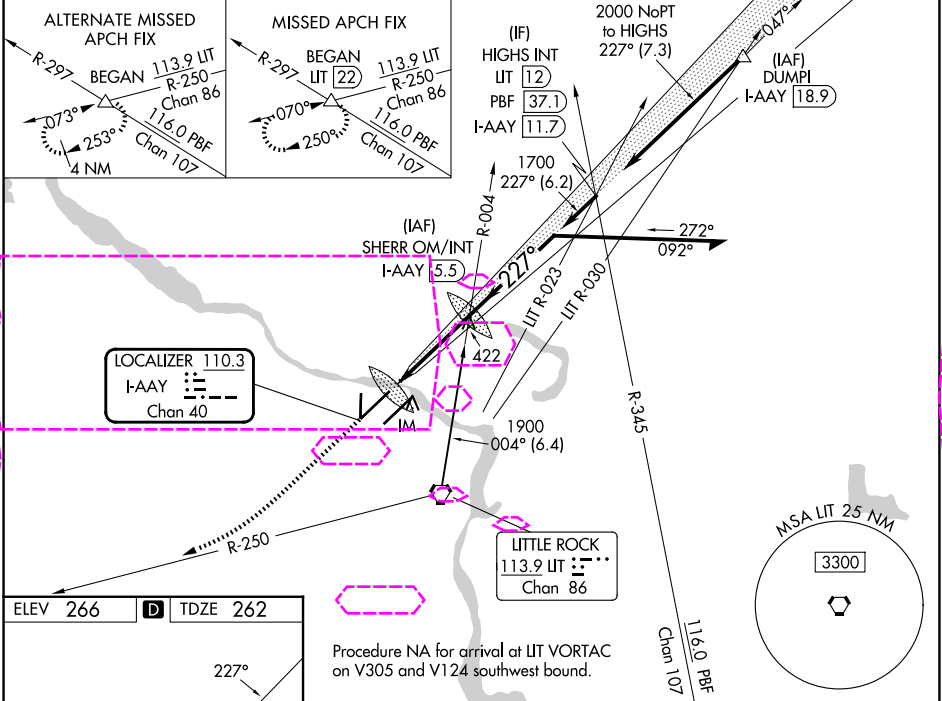 ALTERNATE MISSED
APCH FIX
R-297
BEGAN
113.9 LIT
R-250
Chan 86
073°
253°
4 NM
116.0 PBF
Chan 107
MISSED APCH FIX
R-297
BEGAN
LIT 22
113.9 LIT
R-250
Chan 86
070°
250°
116.0 PBF
Chan 107
(IF)
HIGHS INT
LIT 12
PBF 37.1
I-AAY 11.7
2000 NoPT
to HIGHS
227° (7.3)
047°
(IAF)
DUMPI
I-AAY 18.9
1700
227° (6.2)
R-004
(IAF)
SHERR OM/INT
I-AAY 5.5
227°
272°
092°
LIT R-023
LIT R-030
422
LOCALIZER 110.3
I-AAY
Chan 40
IM
1900
004° (6.4)
R-345
R-250
LITTLE ROCK
113.9 LIT
Chan 86
MSA LIT 25 NM
3300
ELEV 266 D TDZE 262
227°
Procedure NA for arrival at LIT VORTAC
on V305 and V124 southwest bound.
116.0 PBF
Chan 107